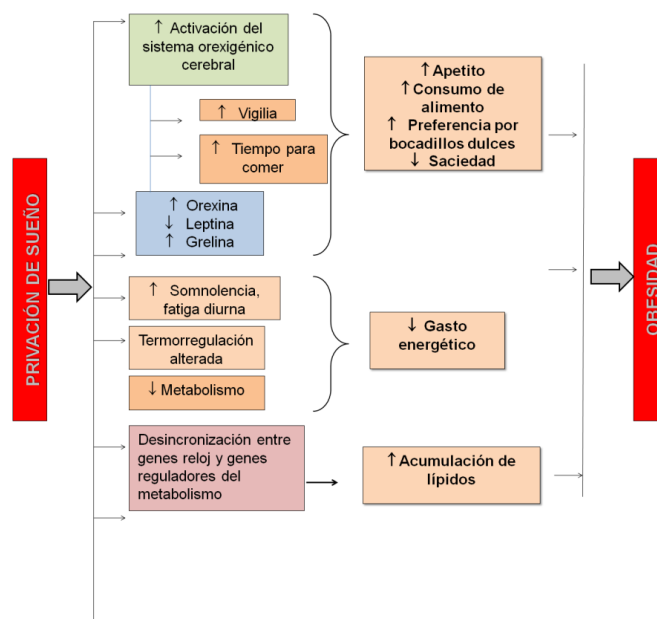 PRIVACIÓN DE SUEÑO
↑ Activación del
sistema orexigénico
cerebral
↑ Vigilia
↑ Tiempo para
comer
↑ Orexina
↓ Leptina
↑ Grelina
↑ Somnolencia,
fatiga diurna
Termorregulación
alterada
↓ Metabolismo
Desincronización entre
genes reloj y genes
reguladores del
metabolismo
↑ Apetito
↑ Consumo de
alimento
↑ Preferencia por
bocadillos dulces
↓ Saciedad
↓ Gasto
energético
↑ Acumulación de
lípidos
OBESIDAD